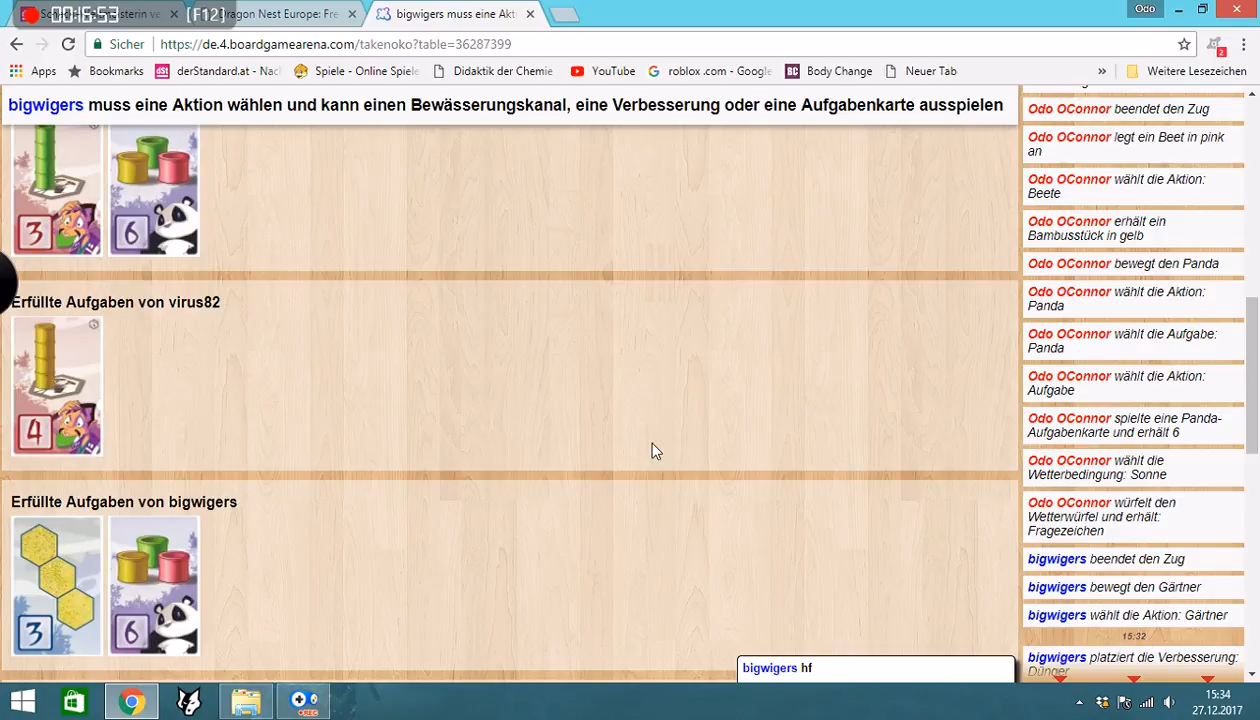 00:16:53 [F12]
Dragon Nest Europe: Fre
bigwigers muss eine Akt
Odo
Sicher https://de.4.boardgamearena.com/takenoko?table=36287399
2
Apps Bookmarks derStandard.at - Nac Spiele - Online Spiele Didaktik der Chemie YouTube roblox .com - Google Body Change Neuer Tab » Weitere Lesezeichen
bigwigers muss eine Aktion wählen und kann einen Bewässerungskanal, eine Verbesserung oder eine Aufgabenkarte ausspielen
3
6
Erfüllte Aufgaben von virus82
4
Erfüllte Aufgaben von bigwigers
3
6
bigwigers hf
Odo OConnor beendet den Zug
Odo OConnor legt ein Beet in pink
an
Odo OConnor wählt die Aktion:
Beete
Odo OConnor erhält ein
Bambusstück in gelb
Odo OConnor bewegt den Panda
Odo OConnor wählt die Aktion:
Panda
Odo OConnor wählt die Aufgabe:
Panda
Odo OConnor wählt die Aktion:
Aufgabe
Odo OConnor spielte eine Panda-
Aufgabenkarte und erhält 6
Odo OConnor wählt die
Wetterbedingung: Sonne
Odo OConnor würfelt den
Wetterwürfel und erhält:
Fragezeichen
bigwigers beendet den Zug
bigwigers bewegt den Gärtner
bigwigers wählt die Aktion: Gärtner
15:32
bigwigers platziert die Verbesserung:
Dünger
REC
15:34
27.12.2017